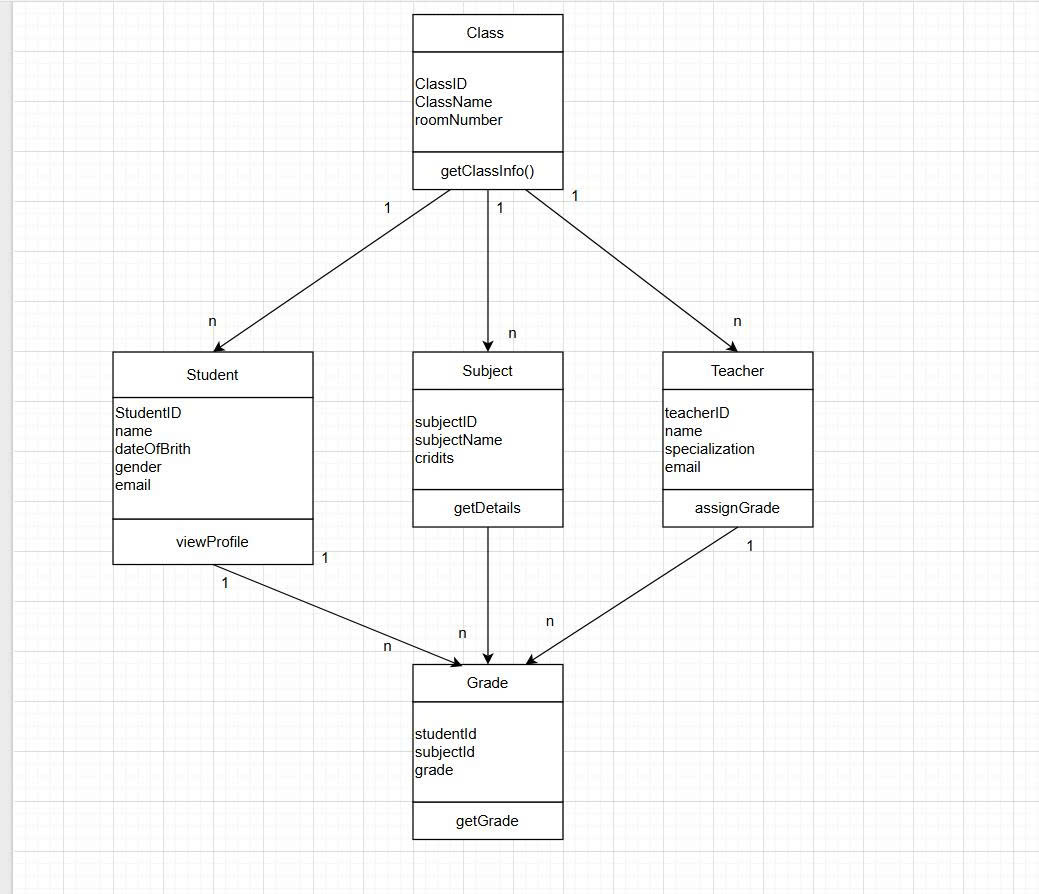 Class
ClassID
ClassName
roomNumber
getClassInfo()
1
1
1
n
n
n
Student
StudentID
name
dateOfBrith
gender
email
viewProfile
Subject
subjectID
subjectName
cridits
getDetails
Teacher
teacherID
name
specialization
email
assignGrade
1
1
1
n
n
n
Grade
studentId
subjectId
grade
getGrade